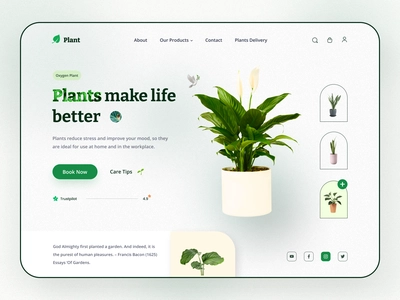 Plant
About
Our Products
Contact
Plants Delivery
Oxygen Plant
Plants make life
better
Plants reduce stress and improve your mood, so they
are ideal for use at home and in the workplace.
Book Now
Care Tips
Trustpilot
4.9
God Almighty first planted a garden. And indeed, it is
the purest of human pleasures. – Francis Bacon (1625)
Essays 'Of Gardens.